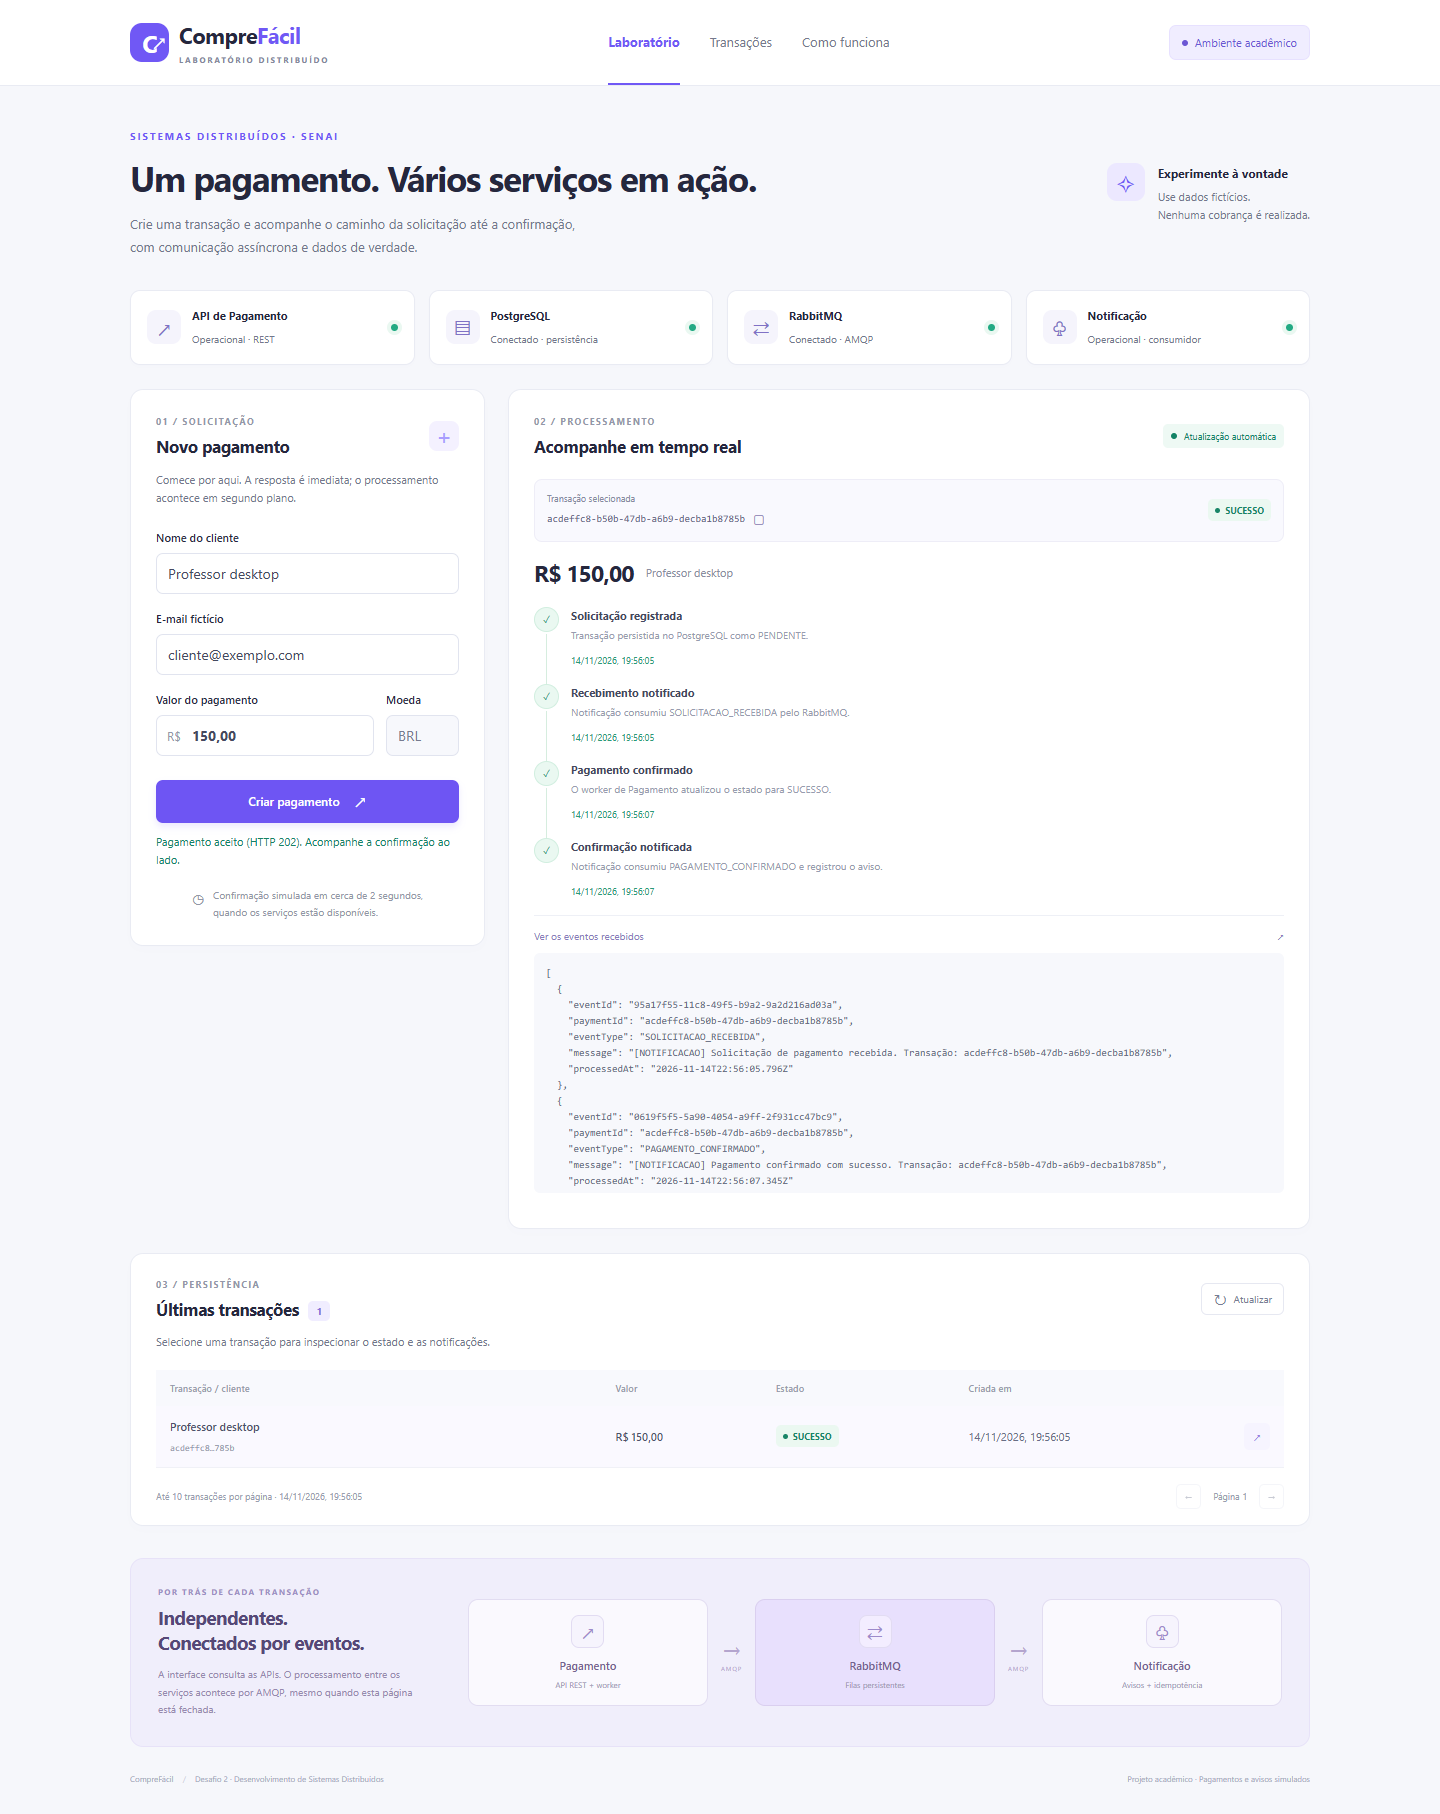 CompreFácil
LABORATÓRIO DISTRIBUÍDO
Laboratório
Transações
Como funciona
Ambiente acadêmico
SISTEMAS DISTRIBUÍDOS · SENAI
Um pagamento. Vários serviços em ação.
Crie uma transação e acompanhe o caminho da solicitação até a confirmação,
com comunicação assíncrona e dados de verdade.
Experimente à vontade
Use dados fictícios.
Nenhuma cobrança é realizada.
API de Pagamento
Operacional · REST
PostgreSQL
Conectado · persistência
RabbitMQ
Conectado · AMQP
Notificação
Operacional · consumidor
01 / SOLICITAÇÃO
Novo pagamento
Comece por aqui. A resposta é imediata; o processamento
acontece em segundo plano.
Nome do cliente
Professor desktop
E-mail fictício
cliente@exemplo.com
Valor do pagamento
Moeda
R$ 150,00
BRL
Criar pagamento ↗
Pagamento aceito (HTTP 202). Acompanhe a confirmação ao
lado.
Confirmação simulada em cerca de 2 segundos,
quando os serviços estão disponíveis.
02 / PROCESSAMENTO
Acompanhe em tempo real
Atualização automática
Transação selecionada
acdeffc8-b50b-47db-a6b9-decba1b8785b
SUCESSO
R$ 150,00 Professor desktop
Solicitação registrada
Transação persistida no PostgreSQL como PENDENTE.
14/11/2026, 19:56:05
Recebimento notificado
Notificação consumiu SOLICITACAO_RECEBIDA pelo RabbitMQ.
14/11/2026, 19:56:05
Pagamento confirmado
O worker de Pagamento atualizou o estado para SUCESSO.
14/11/2026, 19:56:07
Confirmação notificada
Notificação consumiu PAGAMENTO_CONFIRMADO e registrou o aviso.
14/11/2026, 19:56:07
Ver os eventos recebidos ↗
[
{
"eventId": "95a17f55-11c8-49f5-b9a2-9a2d216ad03a",
"paymentId": "acdeffc8-b50b-47db-a6b9-decba1b8785b",
"eventType": "SOLICITACAO_RECEBIDA",
"message": "[NOTIFICACAO] Solicitação de pagamento recebida. Transação: acdeffc8-b50b-47db-a6b9-decba1b8785b",
"processedAt": "2026-11-14T22:56:05.796Z"
},
{
"eventId": "0619f5f5-5a90-4054-a9ff-2f931cc47bc9",
"paymentId": "acdeffc8-b50b-47db-a6b9-decba1b8785b",
"eventType": "PAGAMENTO_CONFIRMADO",
"message": "[NOTIFICACAO] Pagamento confirmado com sucesso. Transação: acdeffc8-b50b-47db-a6b9-decba1b8785b",
"processedAt": "2026-11-14T22:56:07.345Z"
03 / PERSISTÊNCIA
Últimas transações 1
Atualizar
Selecione uma transação para inspecionar o estado e as notificações.
Transação / cliente
Valor
Estado
Criada em
Professor desktop
acdeffc8…785b
R$ 150,00
SUCESSO
14/11/2026, 19:56:05
↗
Até 10 transações por página · 14/11/2026, 19:56:05
← Página 1 →
POR TRÁS DE CADA TRANSAÇÃO
Independentes.
Conectados por eventos.
A interface consulta as APIs. O processamento entre os
serviços acontece por AMQP, mesmo quando esta página
está fechada.
Pagamento
API REST + worker
→
AMQP
RabbitMQ
Filas persistentes
→
AMQP
Notificação
Avisos + idempotência
CompreFácil / Desafio 2 · Desenvolvimento de Sistemas Distribuídos
Projeto acadêmico · Pagamentos e avisos simulados